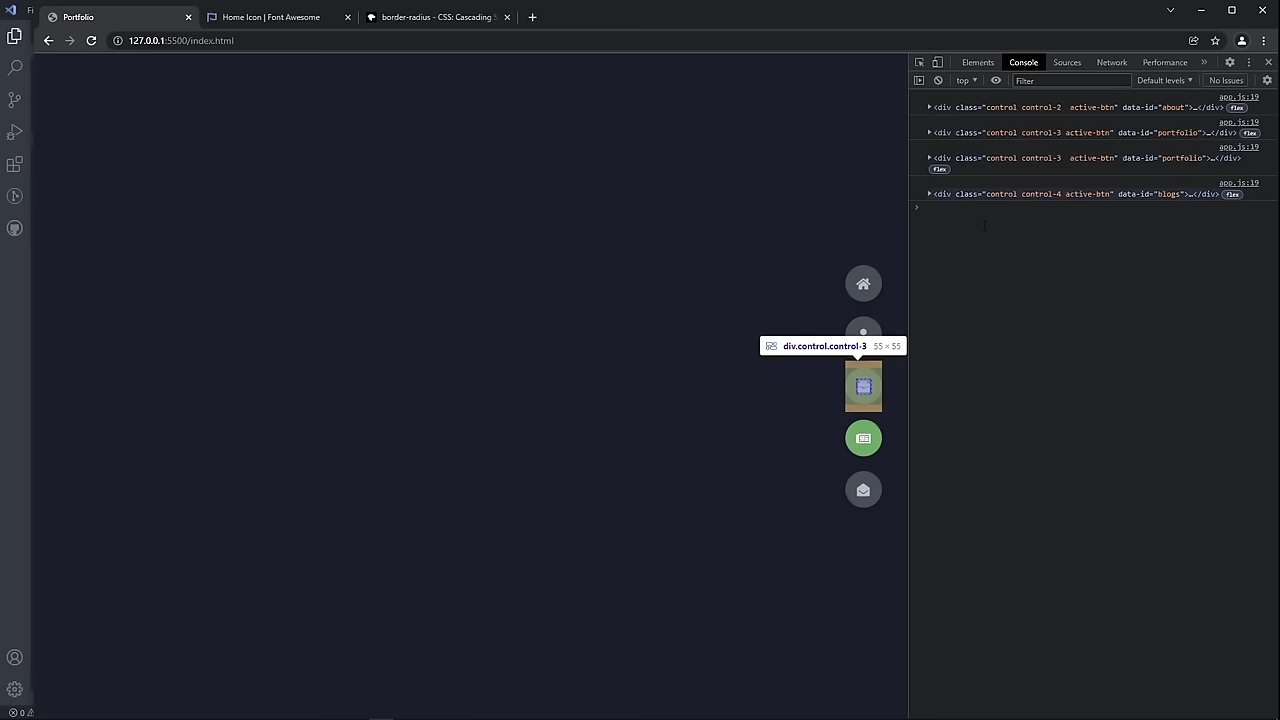 Fi
Portfolio
Home Icon | Font Awesome
border-radius - CSS: Cascading S
127.0.0.1:5500/index.html
Elements
Console
Sources
Network
Performance
top
Filter
Default levels
No Issues
app.js:19
<div class="control control-2  active-btn" data-id="about">…</div> flex
app.js:19
<div class="control control-3 active-btn" data-id="portfolio">…</div> flex
app.js:19
<div class="control control-3  active-btn" data-id="portfolio">…</div>
flex
app.js:19
<div class="control control-4 active-btn" data-id="blogs">…</div> flex
div.control.control-3 55 × 55
0